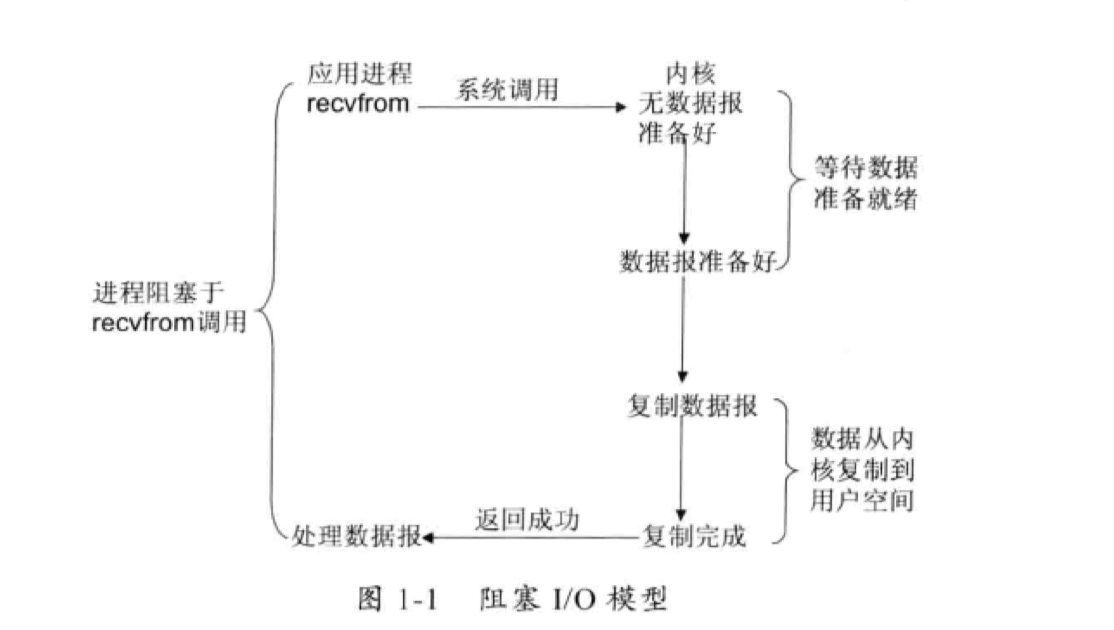 应用进程
recvfrom
系统调用
内核
无数据报
准备好
等待数据
准备就绪
数据报准备好
进程阻塞于
recvfrom调用
复制数据报
数据从内
核复制到
用户空间
处理数据报
返回成功
复制完成
图 1-1 阻塞 I/O 模型